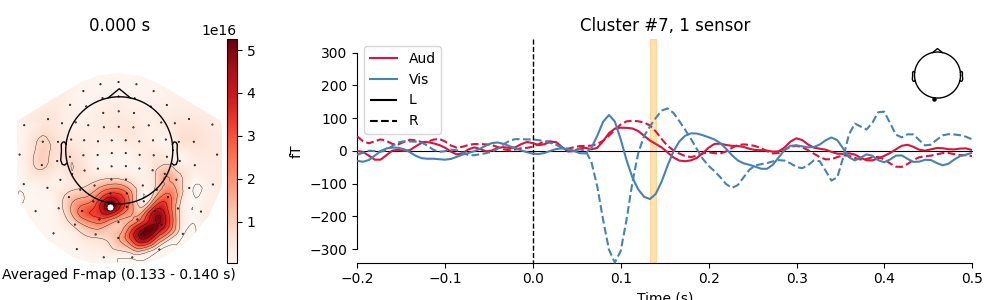 0.000 s
1e16
5
4
3
2
1
Averaged F-map (0.133 - 0.140 s)
Cluster #7, 1 sensor
fT
300
200
100
0
−100
−200
−300
Aud
Vis
L
R
−0.2
−0.1
0.0
0.1
0.2
0.3
0.4
0.5
Time (s)